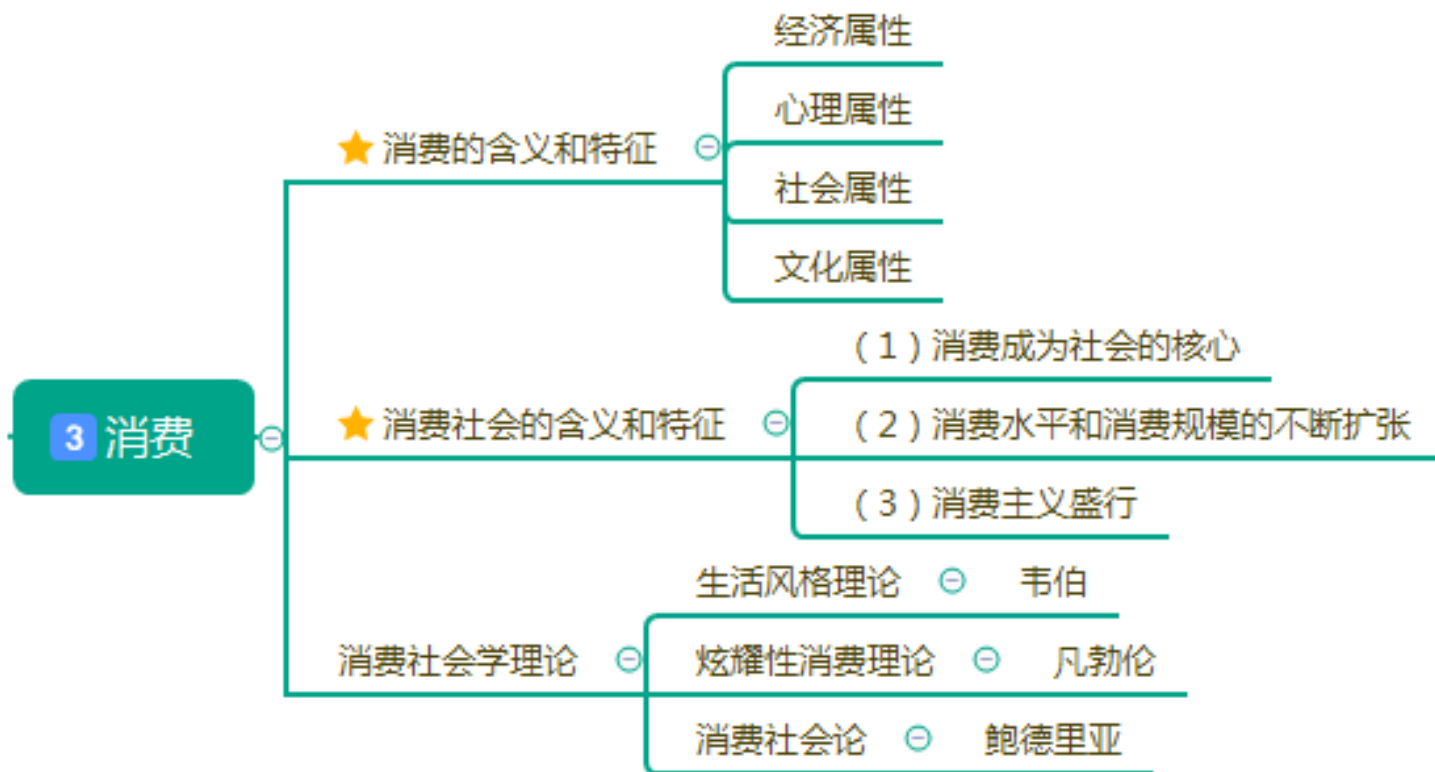 3 消费
消费的含义和特征
经济属性
心理属性
社会属性
文化属性
消费社会的含义和特征
（1）消费成为社会的核心
（2）消费水平和消费规模的不断扩张
（3）消费主义盛行
消费社会学理论
生活风格理论 韦伯
炫耀性消费理论 凡勃伦
消费社会论 鲍德里亚